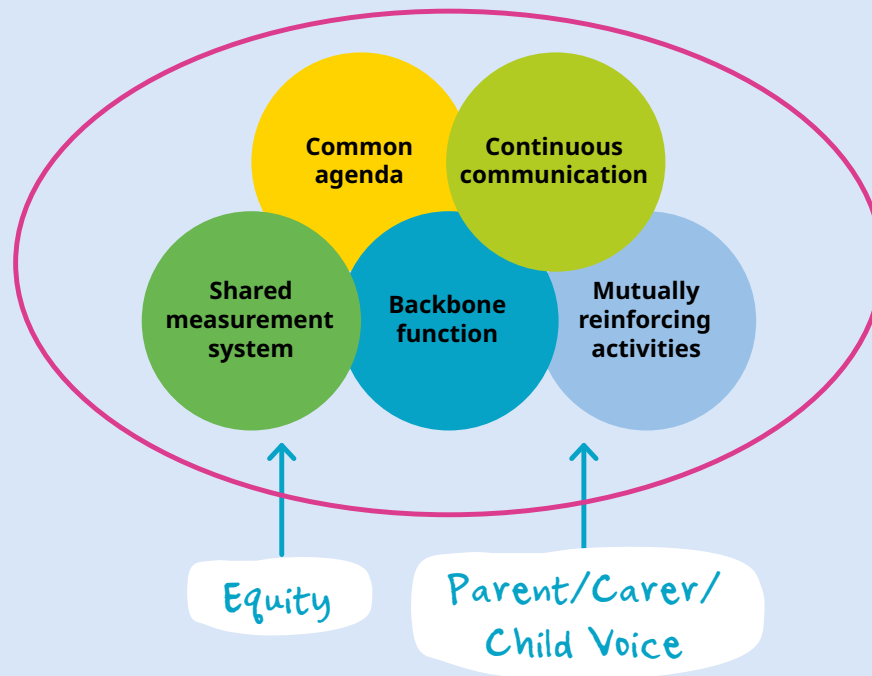 Common
agenda
Continuous
communication
Shared
measurement
system
Backbone
function
Mutually
reinforcing
activities
Equity
Parent/Carer/
Child Voice